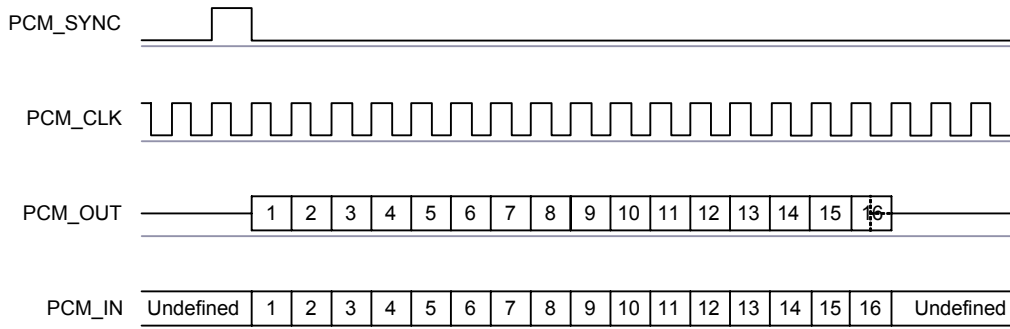 PCM_SYNC
PCM_CLK
PCM_OUT 1 2 3 4 5 6 7 8 9 10 11 12 13 14 15 16
PCM_IN Undefined 1 2 3 4 5 6 7 8 9 10 11 12 13 14 15 16 Undefined